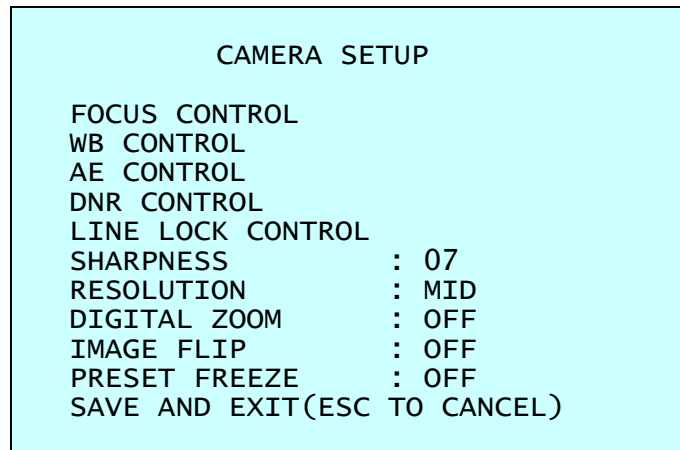 CAMERA SETUP
FOCUS CONTROL
WB CONTROL
AE CONTROL
DNR CONTROL
LINE LOCK CONTROL
SHARPNESS : 07
RESOLUTION : MID
DIGITAL ZOOM : OFF
IMAGE FLIP : OFF
PRESET FREEZE : OFF
SAVE AND EXIT(ESC TO CANCEL)